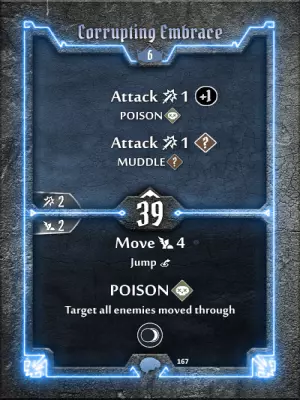 Corrupting Embrace
6
Attack 1 +1
POISON
Attack 1 ?
MUDDLE ?
2
39
2
Move 4
Jump
POISON
Target all enemies moved through
167